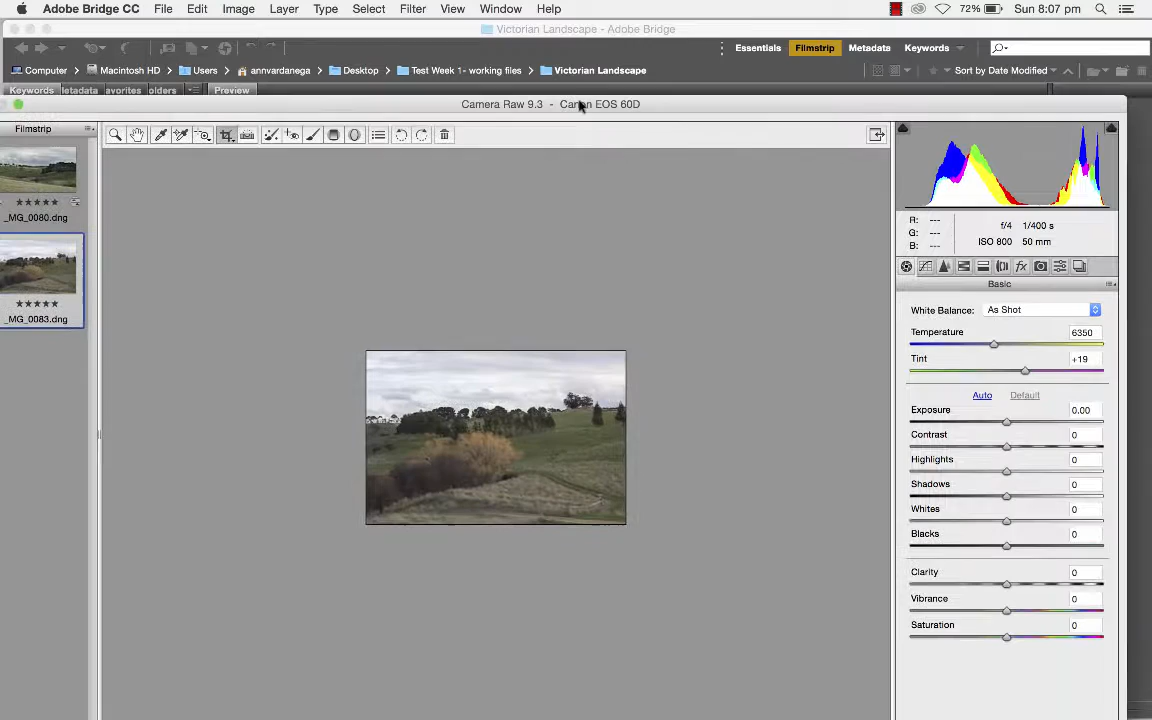 Adobe Bridge CC File Edit Image Layer Type Select Filter View Window Help 72% Sun 8:07 pm
Victorian Landscape - Adobe Bridge
Essentials Filmstrip Metadata Keywords
Computer Macintosh HD Users annvardanega Desktop Test Week 1- working files Victorian Landscape Sort by Date Modified
Keywords letadata avorites olders Preview
Camera Raw 9.3 - Canon EOS 60D
Filmstrip
_MG_0080.dng
_MG_0083.dng
R: ---
G: ---
B: ---
f/4 1/400 s
ISO 800 50 mm
Basic
White Balance: As Shot
Temperature 6350
Tint +19
Auto Default
Exposure 0.00
Contrast 0
Highlights 0
Shadows 0
Whites 0
Blacks 0
Clarity 0
Vibrance 0
Saturation 0